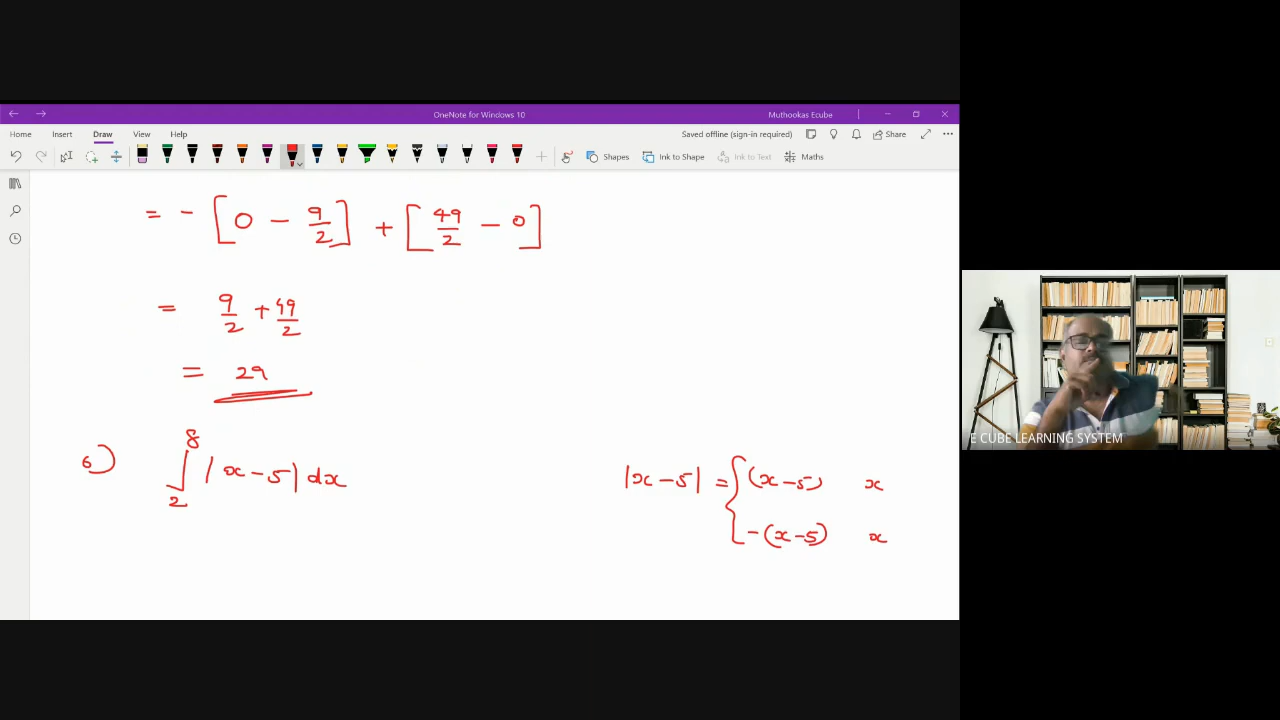 OneNote for Windows 10
Muthookas Ecube
Home Insert Draw View Help
Saved offline (sign-in required) Share
Shapes Ink to Shape Ink to Text Maths
= - [0 - 9/2] + [49/2 - 0]
= 9/2 + 49/2
= 29
6) ∫₂⁸ |x-5| dx
|x-5| = { (x-5) x
-(x-5) x
E CUBE LEARNING SYSTEM